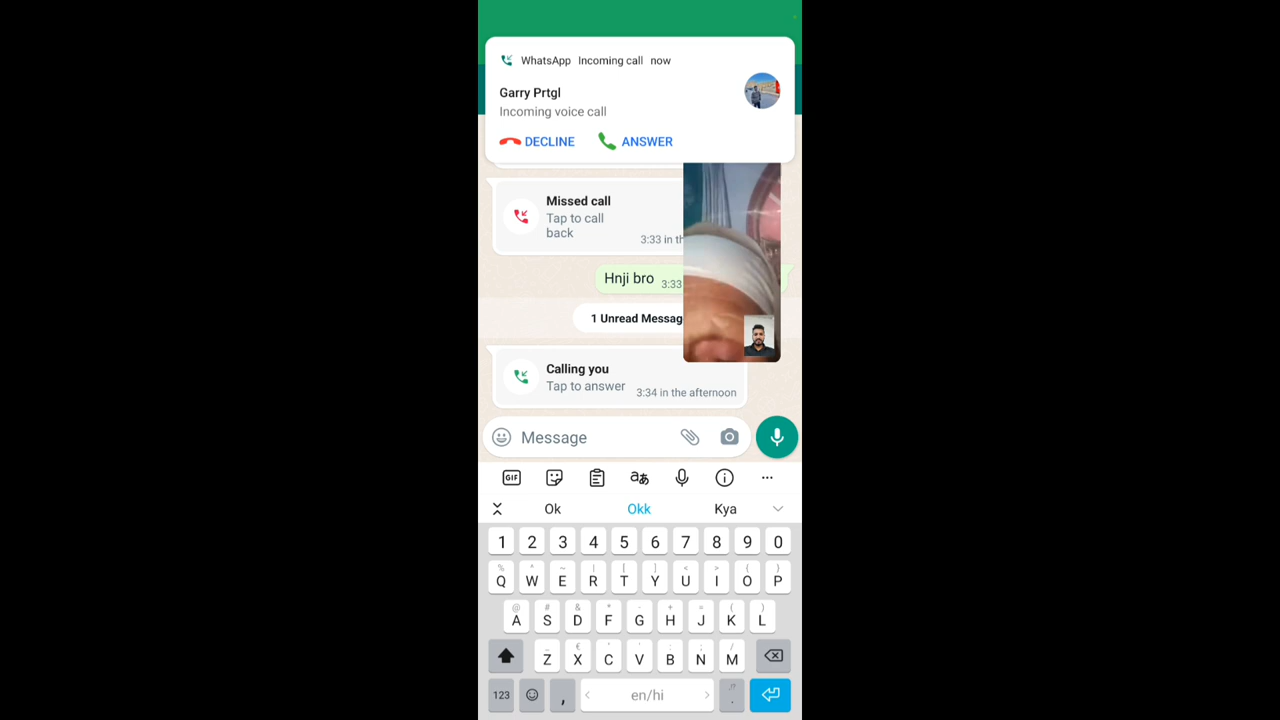 WhatsApp Incoming call now
Garry Prtgl
Incoming voice call
DECLINE ANSWER
Missed call
Tap to call
back
3:33 in th
Hnji bro 3:33
1 Unread Messag
Calling you
Tap to answer 3:34 in the afternoon
Message
GIF
Ok Okk Kya
1 2 3 4 5 6 7 8 9 0
% ^ ~ | [ ] < > { }
Q W E R T Y U I O P
@ # & * - + = ( )
A S D F G H J K L
_ € " ' : ; /
Z X C V B N M
123 , < en/hi > .